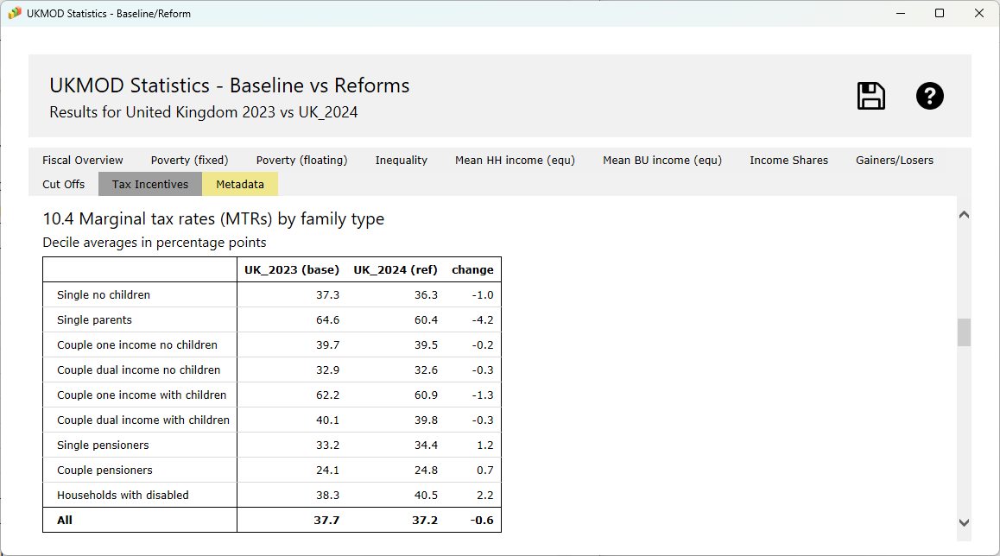 UKMOD Statistics - Baseline/Reform
UKMOD Statistics - Baseline vs Reforms
Results for United Kingdom 2023 vs UK_2024
?
Fiscal Overview Poverty (fixed) Poverty (floating) Inequality Mean HH income (equ) Mean BU income (equ) Income Shares Gainers/Losers
Cut Offs Tax Incentives Metadata
10.4 Marginal tax rates (MTRs) by family type
Decile averages in percentage points
UK_2023 (base) UK_2024 (ref) change
Single no children 37.3 36.3 -1.0
Single parents 64.6 60.4 -4.2
Couple one income no children 39.7 39.5 -0.2
Couple dual income no children 32.9 32.6 -0.3
Couple one income with children 62.2 60.9 -1.3
Couple dual income with children 40.1 39.8 -0.3
Single pensioners 33.2 34.4 1.2
Couple pensioners 24.1 24.8 0.7
Households with disabled 38.3 40.5 2.2
All 37.7 37.2 -0.6